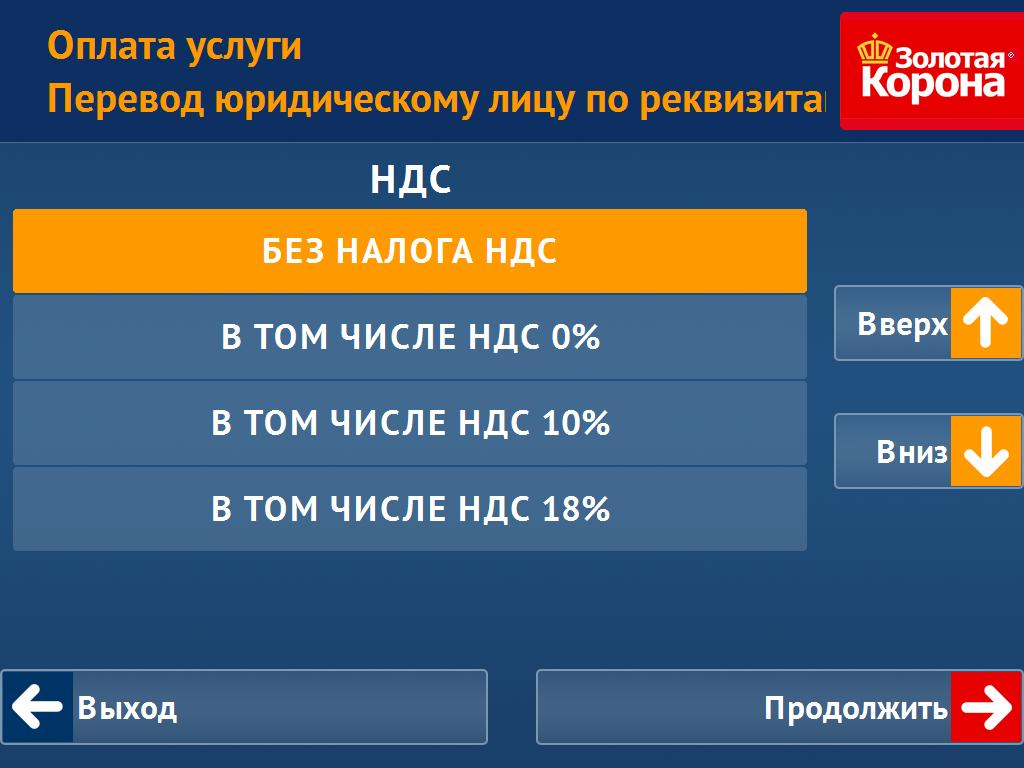 Оплата услуги
Перевод юридическому лицу по реквизита
Золотая
Корона
НДС
БЕЗ НАЛОГА НДС
В ТОМ ЧИСЛЕ НДС 0%
В ТОМ ЧИСЛЕ НДС 10%
В ТОМ ЧИСЛЕ НДС 18%
Вверх
Вниз
Выход
Продолжить